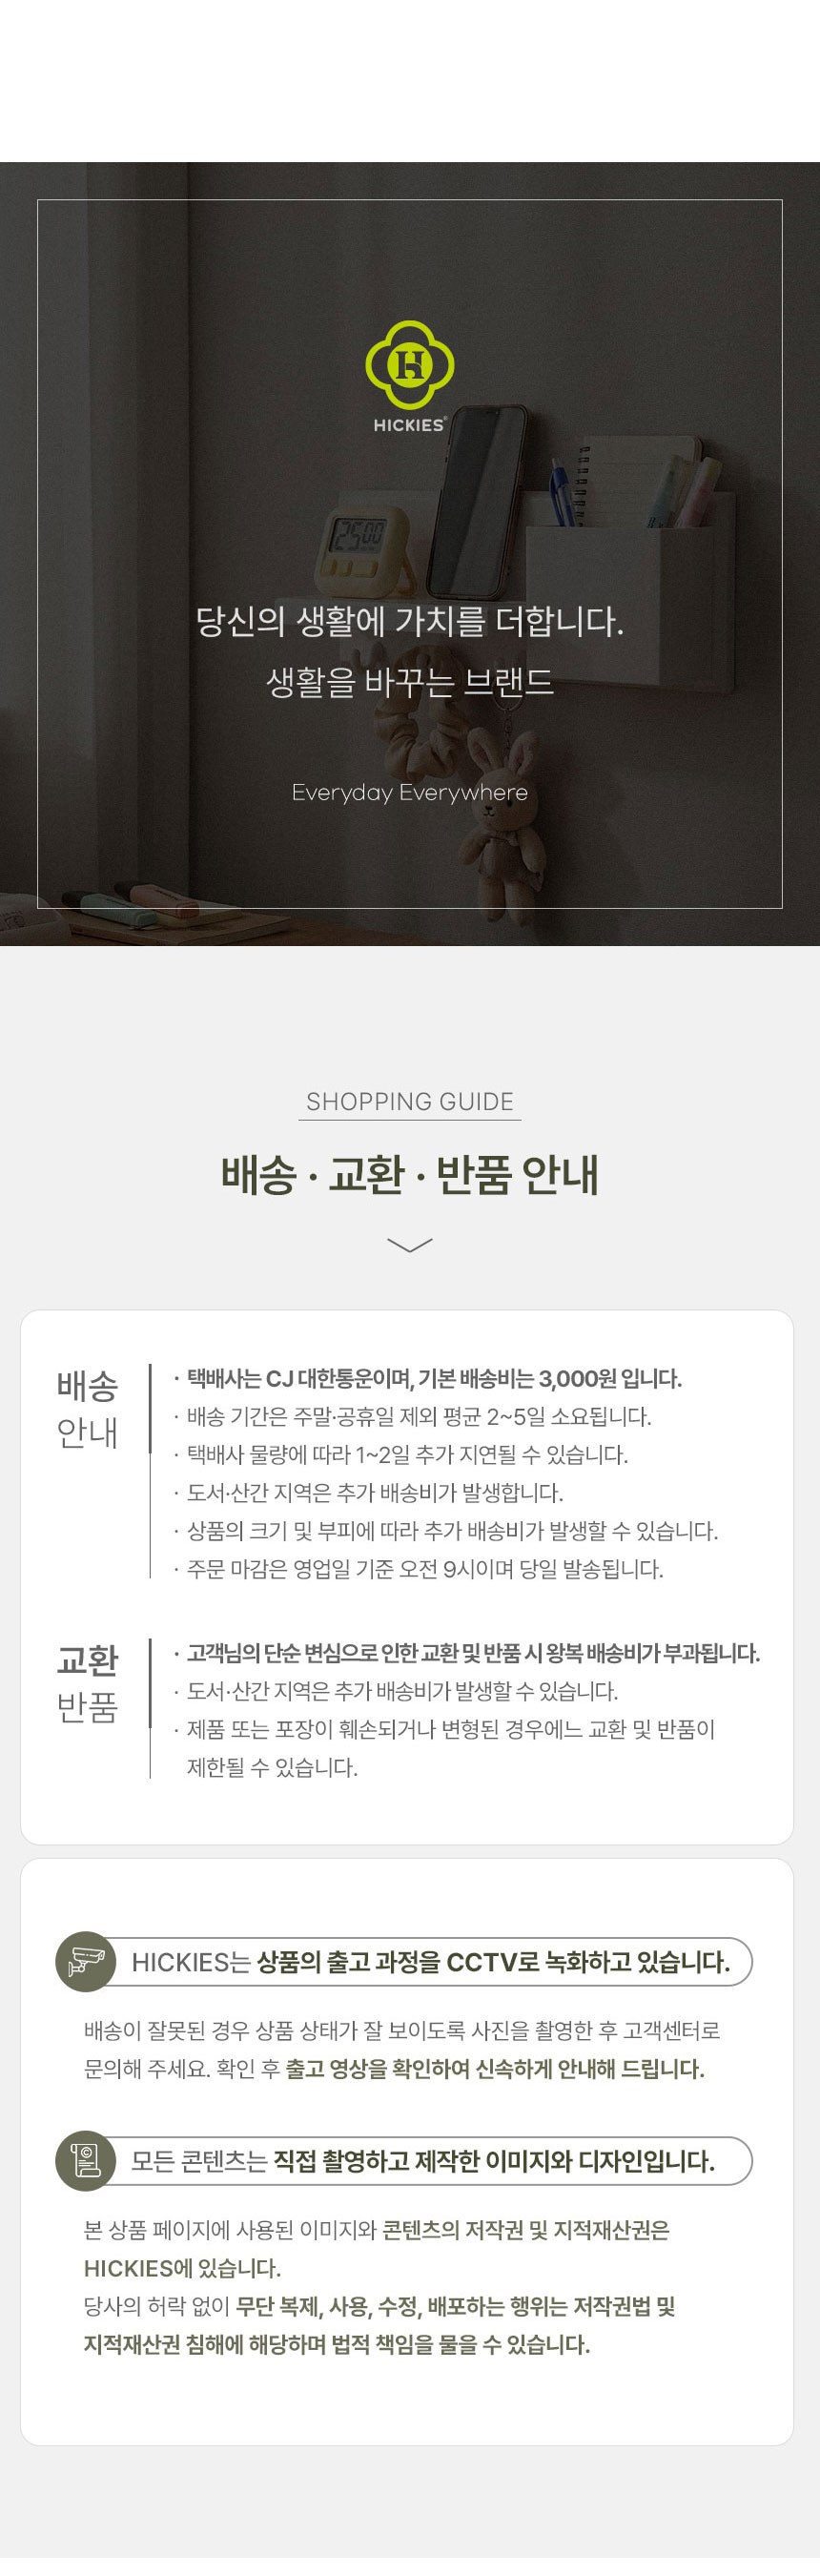 HICKIES®
25 00
당신의 생활에 가치를 더합니다.
생활을 바꾸는 브랜드
Everyday Everywhere
SHOPPING GUIDE
배송 · 교환 · 반품 안내
배송
안내
· 택배사는 CJ 대한통운이며, 기본 배송비는 3,000원 입니다.
· 배송 기간은 주말·공휴일 제외 평균 2~5일 소요됩니다.
· 택배사 물량에 따라 1~2일 추가 지연될 수 있습니다.
· 도서·산간 지역은 추가 배송비가 발생합니다.
· 상품의 크기 및 부피에 따라 추가 배송비가 발생할 수 있습니다.
· 주문 마감은 영업일 기준 오전 9시이며 당일 발송됩니다.
교환
반품
· 고객님의 단순 변심으로 인한 교환 및 반품 시 왕복 배송비가 부과됩니다.
· 도서·산간 지역은 추가 배송비가 발생할 수 있습니다.
· 제품 또는 포장이 훼손되거나 변형된 경우에느 교환 및 반품이
제한될 수 있습니다.
HICKIES는 상품의 출고 과정을 CCTV로 녹화하고 있습니다.
배송이 잘못된 경우 상품 상태가 잘 보이도록 사진을 촬영한 후 고객센터로
문의해 주세요. 확인 후 출고 영상을 확인하여 신속하게 안내해 드립니다.
모든 콘텐츠는 직접 촬영하고 제작한 이미지와 디자인입니다.
본 상품 페이지에 사용된 이미지와 콘텐츠의 저작권 및 지적재산권은
HICKIES에 있습니다.
당사의 허락 없이 무단 복제, 사용, 수정, 배포하는 행위는 저작권법 및
지적재산권 침해에 해당하며 법적 책임을 물을 수 있습니다.